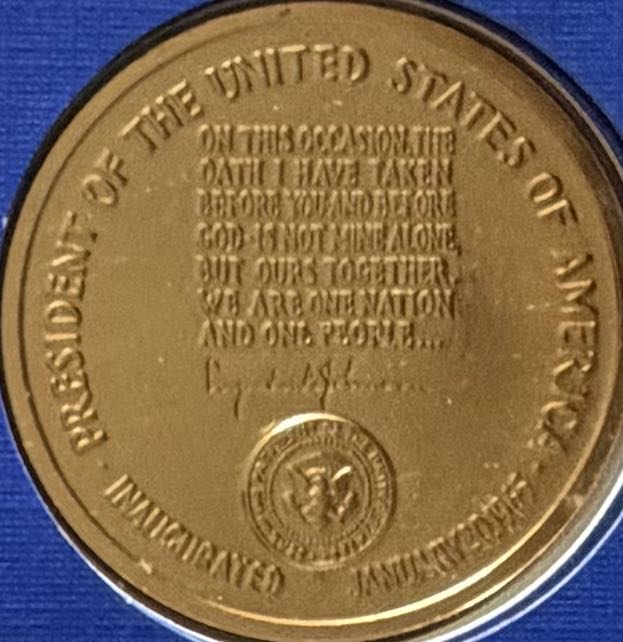 PRESIDENT OF THE UNITED STATES OF AMERICA
ON THIS OCCASION, THE
OATH I HAVE TAKEN
BEFORE YOU AND BEFORE
GOD IS NOT MINE ALONE,
BUT OURS TOGETHER.
WE ARE ONE NATION
AND ONE PEOPLE...
INAUGURATED